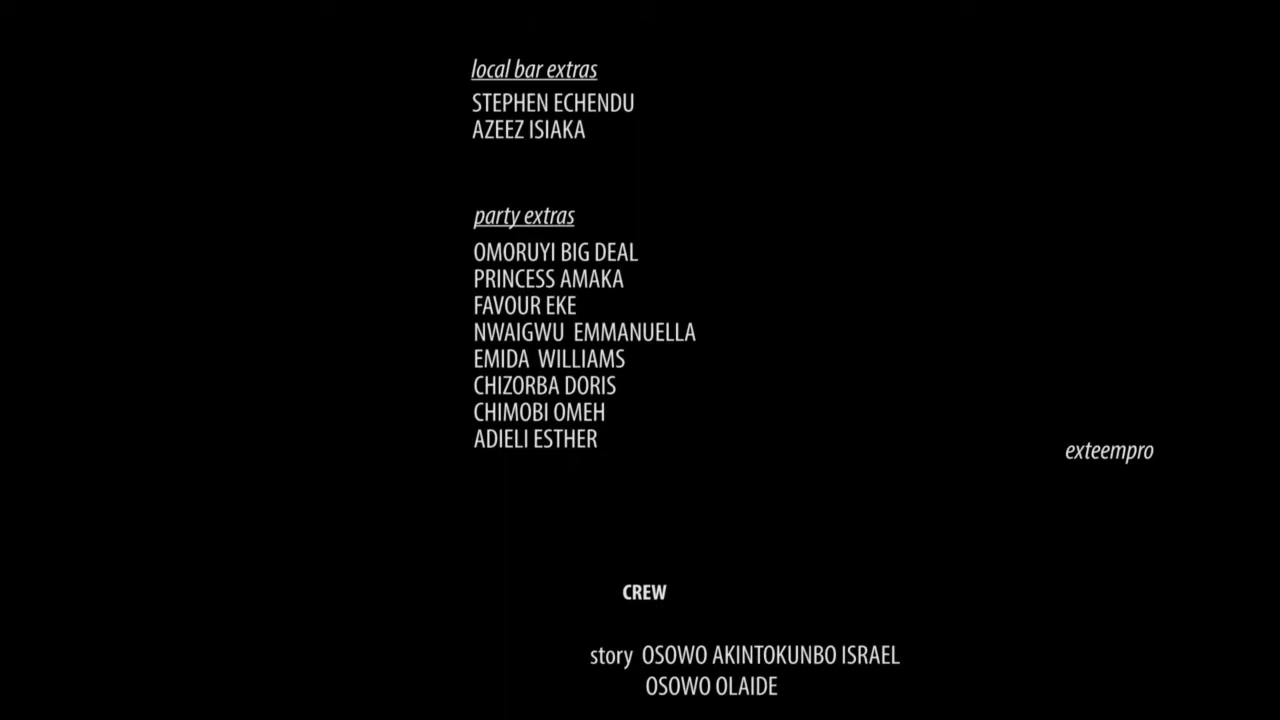 local bar extras
STEPHEN ECHENDU
AZEEZ ISIAKA
party extras
OMORUYI BIG DEAL
PRINCESS AMAKA
FAVOUR EKE
NWAIGWU EMMANUELLA
EMIDA WILLIAMS
CHIZORBA DORIS
CHIMOBI OMEH
ADIELI ESTHER
exteempro
CREW
story OSOWO AKINTOKUNBO ISRAEL
OSOWO OLAIDE